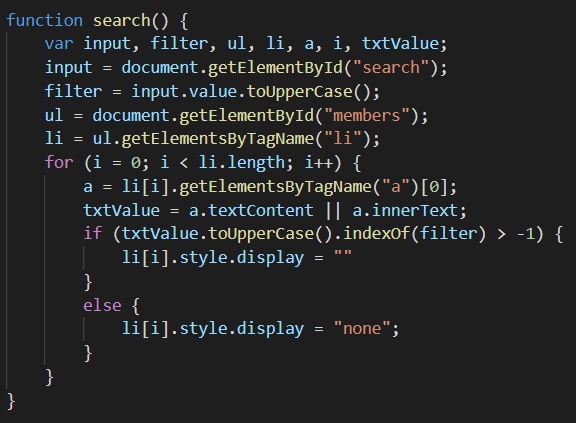 function search() {
    var input, filter, ul, li, a, i, txtValue;
    input = document.getElementById("search");
    filter = input.value.toUpperCase();
    ul = document.getElementById("members");
    li = ul.getElementsByTagName("li");
    for (i = 0; i < li.length; i++) {
        a = li[i].getElementsByTagName("a")[0];
        txtValue = a.textContent || a.innerText;
        if (txtValue.toUpperCase().indexOf(filter) > -1) {
            li[i].style.display = ""
        }
        else {
            li[i].style.display = "none";
        }
    }
}